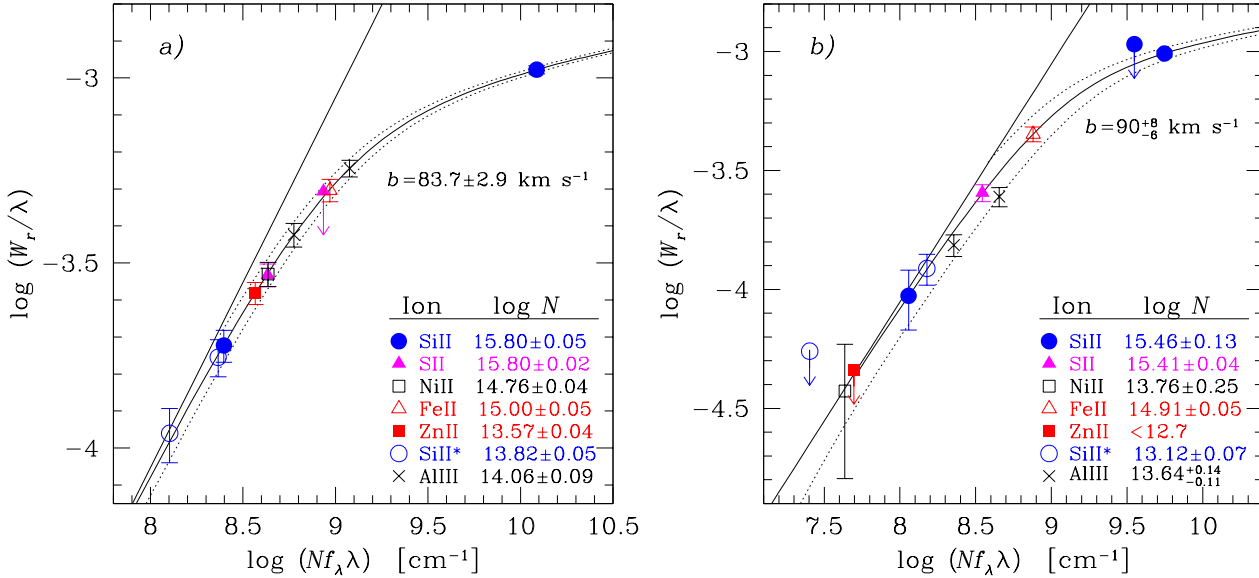 a)
log (W_r/λ)
−3
−3.5
−4
b=83.7±2.9 km s⁻¹
Ion log N
SiII 15.80±0.05
SII 15.80±0.02
NiII 14.76±0.04
FeII 15.00±0.05
ZnII 13.57±0.04
SiII* 13.82±0.05
AlIII 14.06±0.09
8 8.5 9 9.5 10 10.5
log (Nf_λλ) [cm⁻¹]
b)
log (W_r/λ)
−3
−3.5
−4
−4.5
b=90⁺⁸₋₆ km s⁻¹
Ion log N
SiII 15.46±0.13
SII 15.41±0.04
NiII 13.76±0.25
FeII 14.91±0.05
ZnII <12.7
SiII* 13.12±0.07
AlIII 13.64+0.14−0.11
7.5 8 8.5 9 9.5 10
log (Nf_λλ) [cm⁻¹]